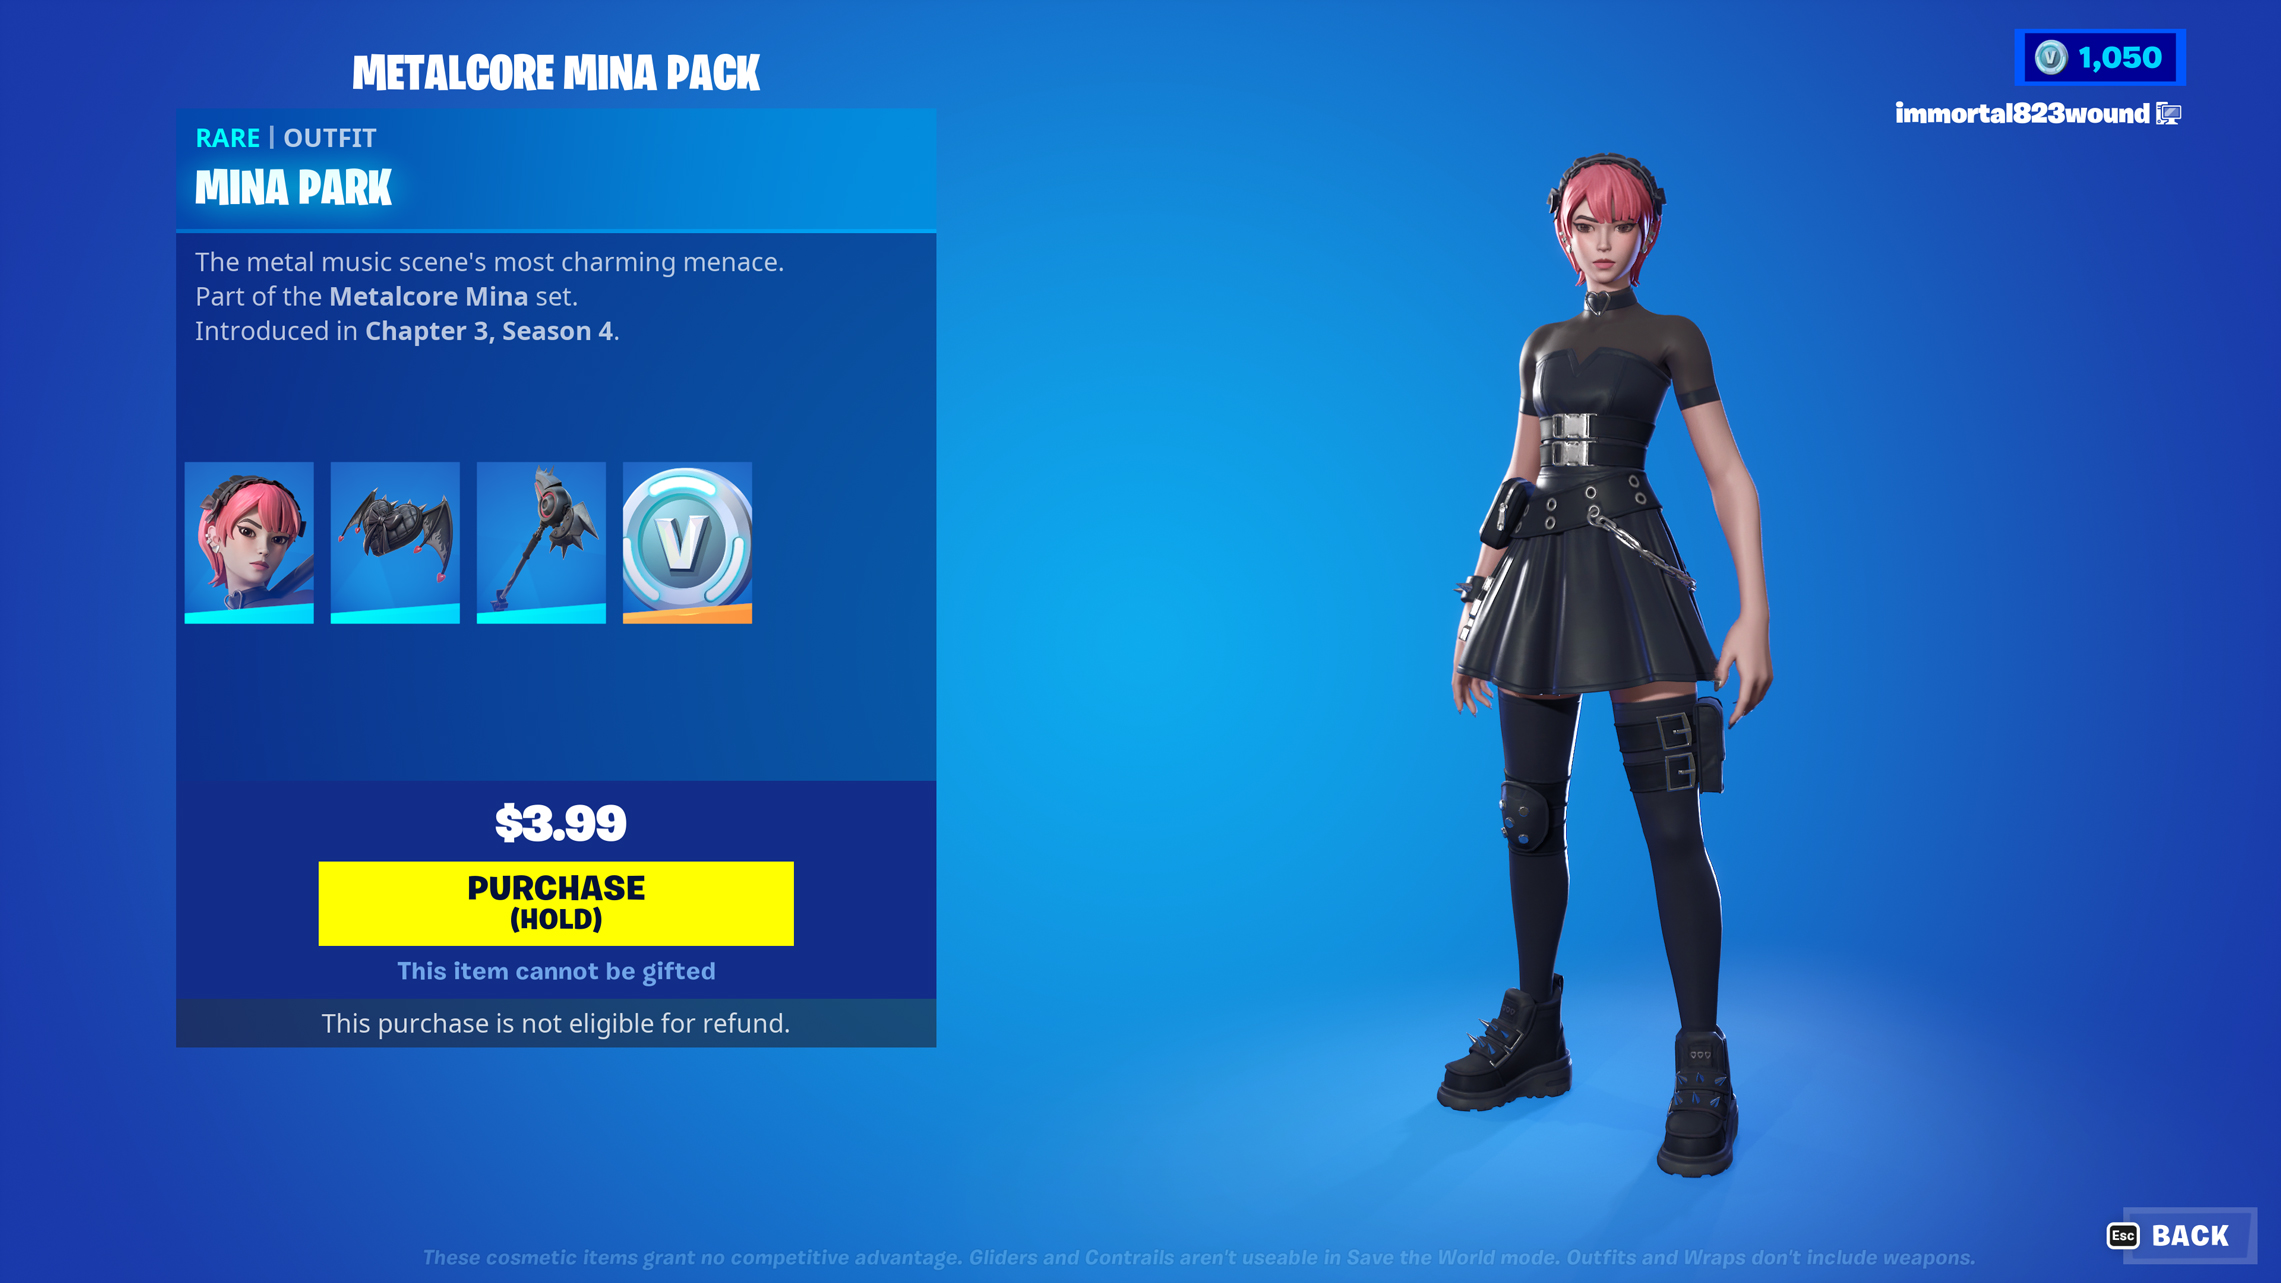 METALCORE MINA PACK
1,050
immortal823wound
RARE | OUTFIT
MINA PARK
The metal music scene's most charming menace.
Part of the Metalcore Mina set.
Introduced in Chapter 3, Season 4.
V
$3.99
PURCHASE
(HOLD)
This item cannot be gifted
This purchase is not eligible for refund.
Esc BACK
These cosmetic items grant no competitive advantage. Gliders and Contrails aren't useable in Save the World mode. Outfits and Wraps don't include weapons.